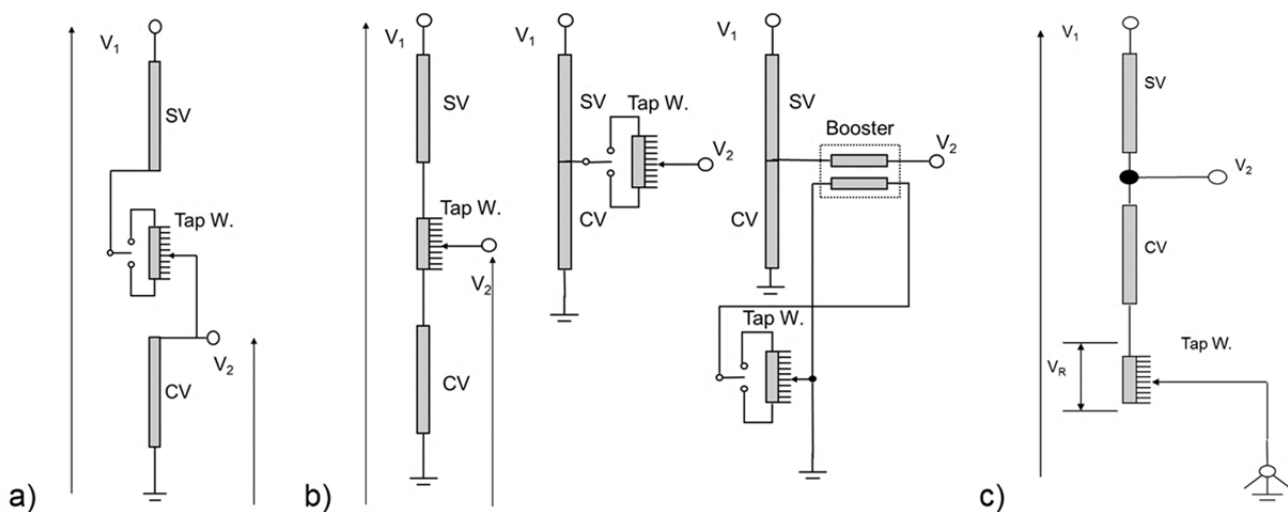 V1
SV
Tap W.
V2
CV
a)
V1
SV
Tap W.
V2
CV
b)
V1
SV
Tap W.
V2
CV
V1
SV
Booster
V2
CV
Tap W.
V1
SV
V2
CV
Tap W.
VR
c)